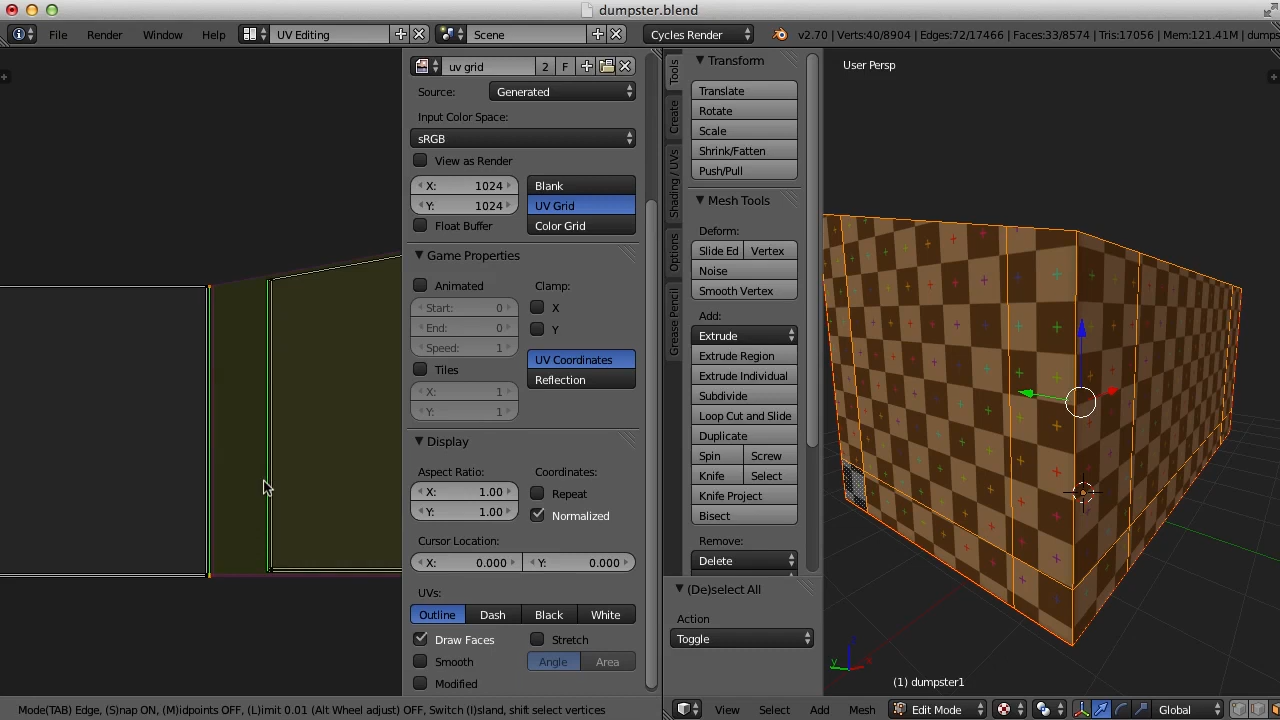 dumpster.blend
File Render Window Help UV Editing Scene Cycles Render v2.70 | Verts:40/8904 | Edges:72/17466 | Faces:33/8574 | Tris:17056 | Mem:121.41M | dumps
uv grid 2 F
Source: Generated
Input Color Space:
sRGB
View as Render
X: 1024
Y: 1024
Blank
UV Grid
Color Grid
Float Buffer
Game Properties
Animated
Clamp:
Start: 0
End: 0
Speed: 1
X
Y
Tiles
X: 1
Y: 1
UV Coordinates
Reflection
Display
Aspect Ratio:
X: 1.00
Y: 1.00
Coordinates:
Repeat
Normalized
Cursor Location:
X: 0.000 Y: 0.000
UVs:
Outline Dash Black White
Draw Faces
Stretch
Smooth
Angle Area
Modified
Tools
Create
Shading / UVs
Options
Grease Pencil
Transform
Translate
Rotate
Scale
Shrink/Fatten
Push/Pull
Mesh Tools
Deform:
Slide Ed Vertex
Noise
Smooth Vertex
Add:
Extrude
Extrude Region
Extrude Individual
Subdivide
Loop Cut and Slide
Duplicate
Spin Screw
Knife Select
Knife Project
Bisect
Remove:
Delete
(De)select All
Action
Toggle
User Persp
z
y x
(1) dumpster1
Mode(TAB) Edge, (S)nap ON, (M)idpoints OFF, (L)imit 0.01 (Alt Wheel adjust) OFF, Switch (I)sland, shift select vertices
View Select Add Mesh Edit Mode Global